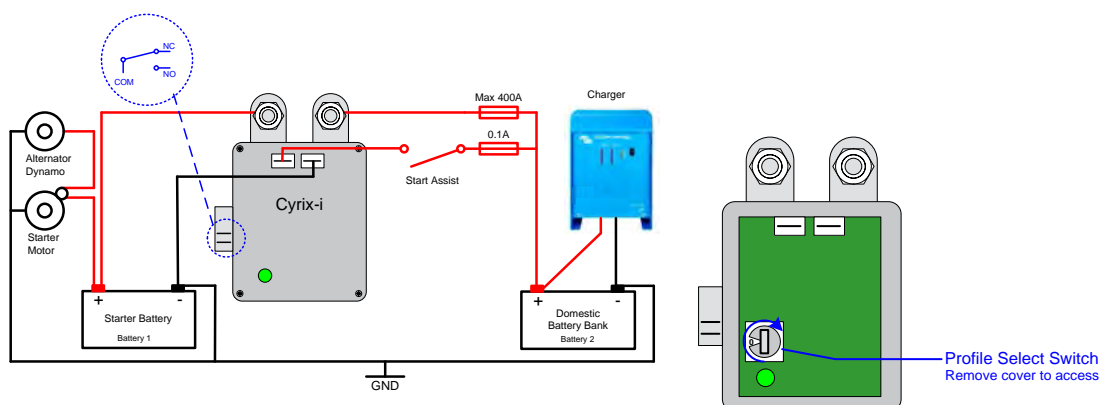 NC
COM
NO
Max 400A
Charger
0.1A
Alternator
Dynamo
Start Assist
Cyrix-i
Starter
Motor
+ -
Starter Battery
Battery 1
+ -
Domestic
Battery Bank
Battery 2
GND
0
Profile Select Switch
Remove cover to access